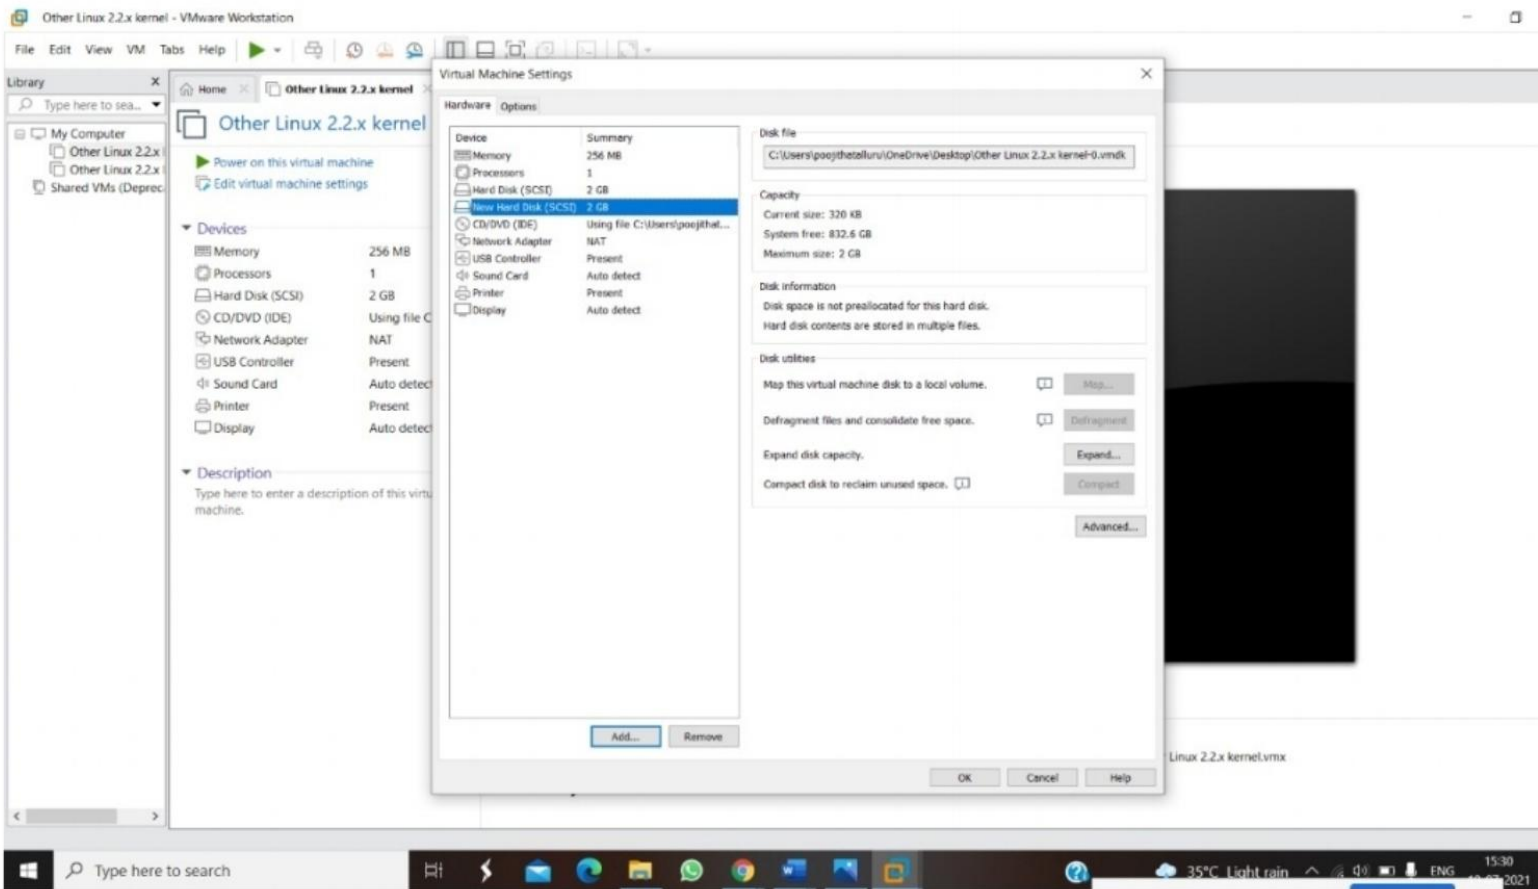 Other Linux 2.2.x kernel - VMware Workstation
File Edit View VM Tabs Help
Library
Type here to sea...
My Computer
Other Linux 2.2.x
Other Linux 2.2.x
Shared VMs (Deprec
Home
Other Linux 2.2.x kernel
Other Linux 2.2.x kernel
Power on this virtual machine
Edit virtual machine settings
Devices
Memory 256 MB
Processors 1
Hard Disk (SCSI) 2 GB
CD/DVD (IDE) Using file C
Network Adapter NAT
USB Controller Present
Sound Card Auto detect
Printer Present
Display Auto detect
Description
Type here to enter a description of this virtu
machine.
Virtual Machine Settings
Hardware Options
Device Summary
Memory 256 MB
Processors 1
Hard Disk (SCSI) 2 GB
New Hard Disk (SCSI) 2 GB
CD/DVD (IDE) Using file C:\Users\poojithat...
Network Adapter NAT
USB Controller Present
Sound Card Auto detect
Printer Present
Display Auto detect
Add... Remove
Disk file
C:\Users\poojithatalluru\OneDrive\Desktop\Other Linux 2.2.x kernel-0.vmdk
Capacity
Current size: 320 KB
System free: 832.6 GB
Maximum size: 2 GB
Disk information
Disk space is not preallocated for this hard disk.
Hard disk contents are stored in multiple files.
Disk utilities
Map this virtual machine disk to a local volume. Map...
Defragment files and consolidate free space. Defragment
Expand disk capacity. Expand...
Compact disk to reclaim unused space. Compact
Advanced...
OK Cancel Help
Linux 2.2.x kernel.vmx
Type here to search
35°C Light rain
ENG
15:30